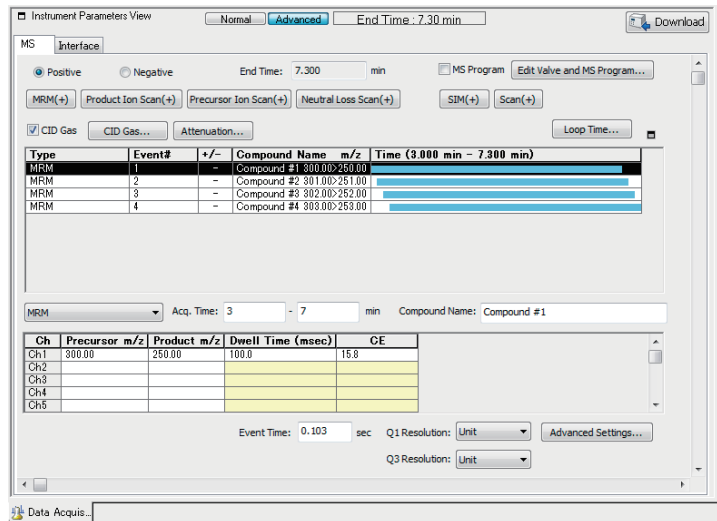 Instrument Parameters View Normal Advanced End Time : 7.30 min Download
MS Interface
Positive Negative End Time: 7.300 min MS Program Edit Valve and MS Program...
MRM(+) Product Ion Scan(+) Precursor Ion Scan(+) Neutral Loss Scan(+) SIM(+) Scan(+)
CID Gas CID Gas... Attenuation... Loop Time...
Type Event# +/- Compound Name m/z Time (3.000 min - 7.300 min)
MRM 1 - Compound #1 300.00>250.00
MRM 2 - Compound #2 301.00>251.00
MRM 3 - Compound #3 302.00>252.00
MRM 4 - Compound #4 303.00>253.00
MRM Acq. Time: 3 - 7 min Compound Name: Compound #1
Ch Precursor m/z Product m/z Dwell Time (msec) CE
Ch1 300.00 250.00 100.0 15.8
Ch2
Ch3
Ch4
Ch5
Event Time: 0.103 sec Q1 Resolution: Unit Advanced Settings...
Q3 Resolution: Unit
Data Acquis...